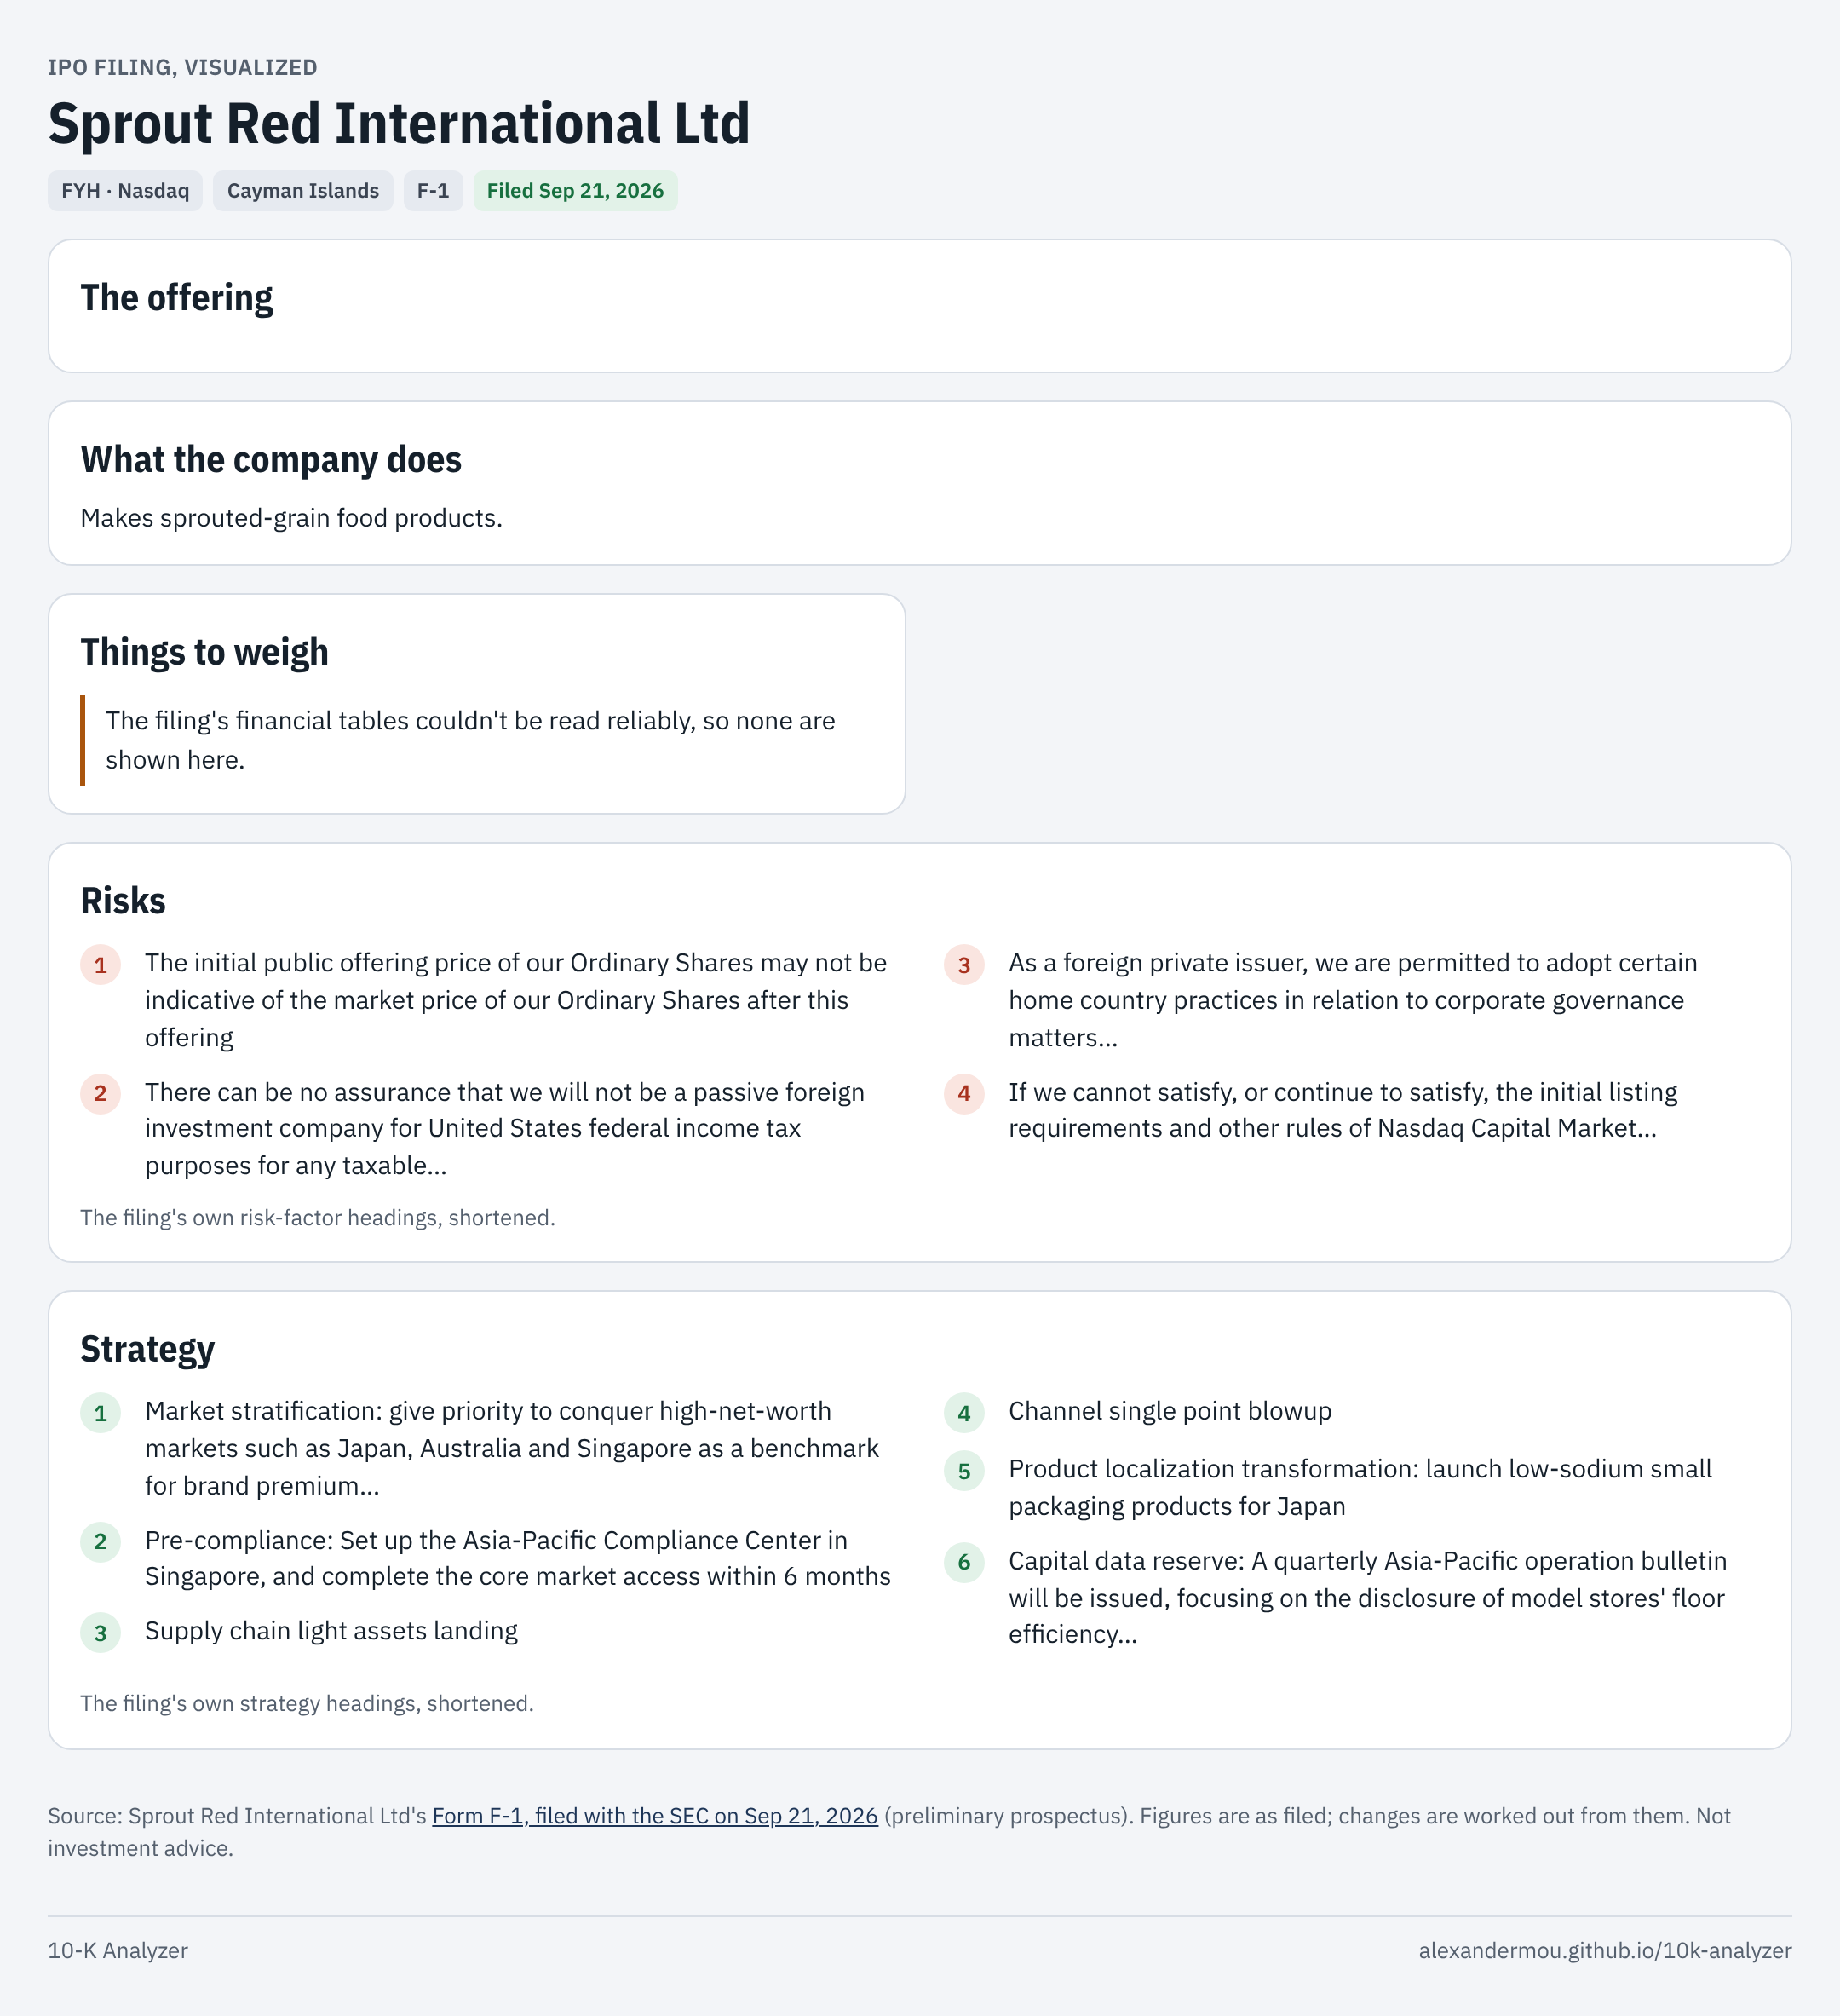 IPO FILING, VISUALIZED
Sprout Red International Ltd
FYH · Nasdaq
Cayman Islands
F-1
Filed Sep 21, 2026
The offering
What the company does
Makes sprouted-grain food products.
Things to weigh
The filing's financial tables couldn't be read reliably, so none are
shown here.
Risks
1
The initial public offering price of our Ordinary Shares may not be
indicative of the market price of our Ordinary Shares after this
offering
2
There can be no assurance that we will not be a passive foreign
investment company for United States federal income tax
purposes for any taxable...
3
As a foreign private issuer, we are permitted to adopt certain
home country practices in relation to corporate governance
matters...
4
If we cannot satisfy, or continue to satisfy, the initial listing
requirements and other rules of Nasdaq Capital Market...
The filing's own risk-factor headings, shortened.
Strategy
1
Market stratification: give priority to conquer high-net-worth
markets such as Japan, Australia and Singapore as a benchmark
for brand premium...
2
Pre-compliance: Set up the Asia-Pacific Compliance Center in
Singapore, and complete the core market access within 6 months
3
Supply chain light assets landing
4
Channel single point blowup
5
Product localization transformation: launch low-sodium small
packaging products for Japan
6
Capital data reserve: A quarterly Asia-Pacific operation bulletin
will be issued, focusing on the disclosure of model stores' floor
efficiency...
The filing's own strategy headings, shortened.
Source: Sprout Red International Ltd's Form F-1, filed with the SEC on Sep 21, 2026 (preliminary prospectus). Figures are as filed; changes are worked out from them. Not
investment advice.
10-K Analyzer
alexandermou.github.io/10k-analyzer